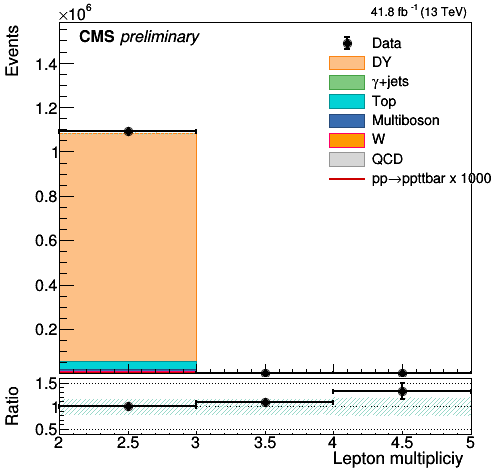 ×10^6
41.8 fb^-1 (13 TeV)
CMS preliminary
Events
Data
DY
γ+jets
Top
Multiboson
W
QCD
pp→ppttbar x 1000
1.4
1.2
1
0.8
0.6
0.4
0.2
Ratio
1.5
1
0.5
2 2.5 3 3.5 4 4.5 5
Lepton multipliciy